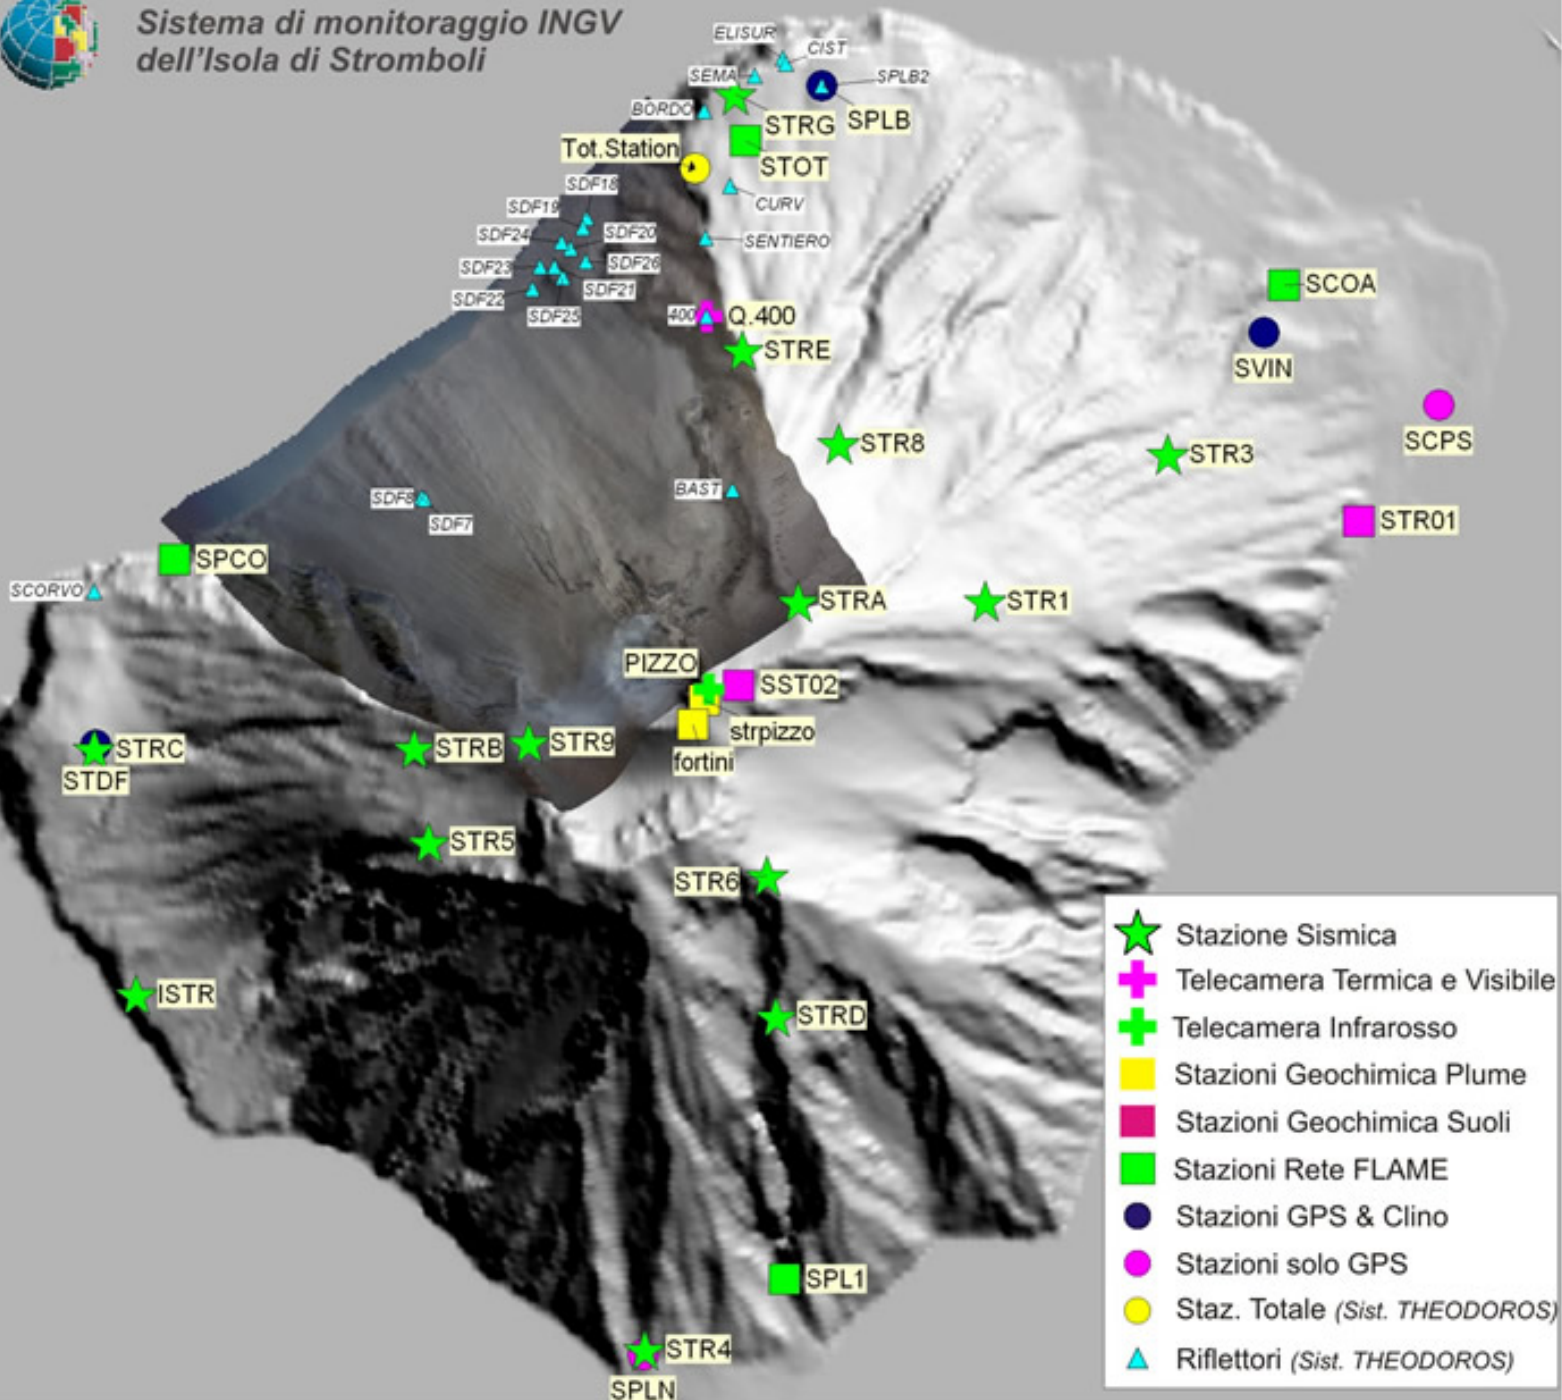 Sistema di monitoraggio INGV
dell'Isola di Stromboli
ELISUR
CIST
SEMA
SPLB2
BORDO
STRG
SPLB
Tot.Station
STOT
SDF18
CURV
SDF19
SDF24
SDF20
SENTIERO
SDF23
SDF26
SDF21
SDF22
SDF25
400
Q.400
SCOA
STRE
SVIN
STR8
STR3
SCPS
SDF8
SDF7
BAST
STR01
SPCO
SCORVO
STRA
STR1
PIZZO
SST02
strpizzo
fortini
STRC
STDF
STRB
STR9
STR5
STR6
ISTR
STRD
SPL1
STR4
SPLN
Stazione Sismica
Telecamera Termica e Visibile
Telecamera Infrarosso
Stazioni Geochimica Plume
Stazioni Geochimica Suoli
Stazioni Rete FLAME
Stazioni GPS & Clino
Stazioni solo GPS
Staz. Totale (Sist. THEODOROS)
Riflettori (Sist. THEODOROS)